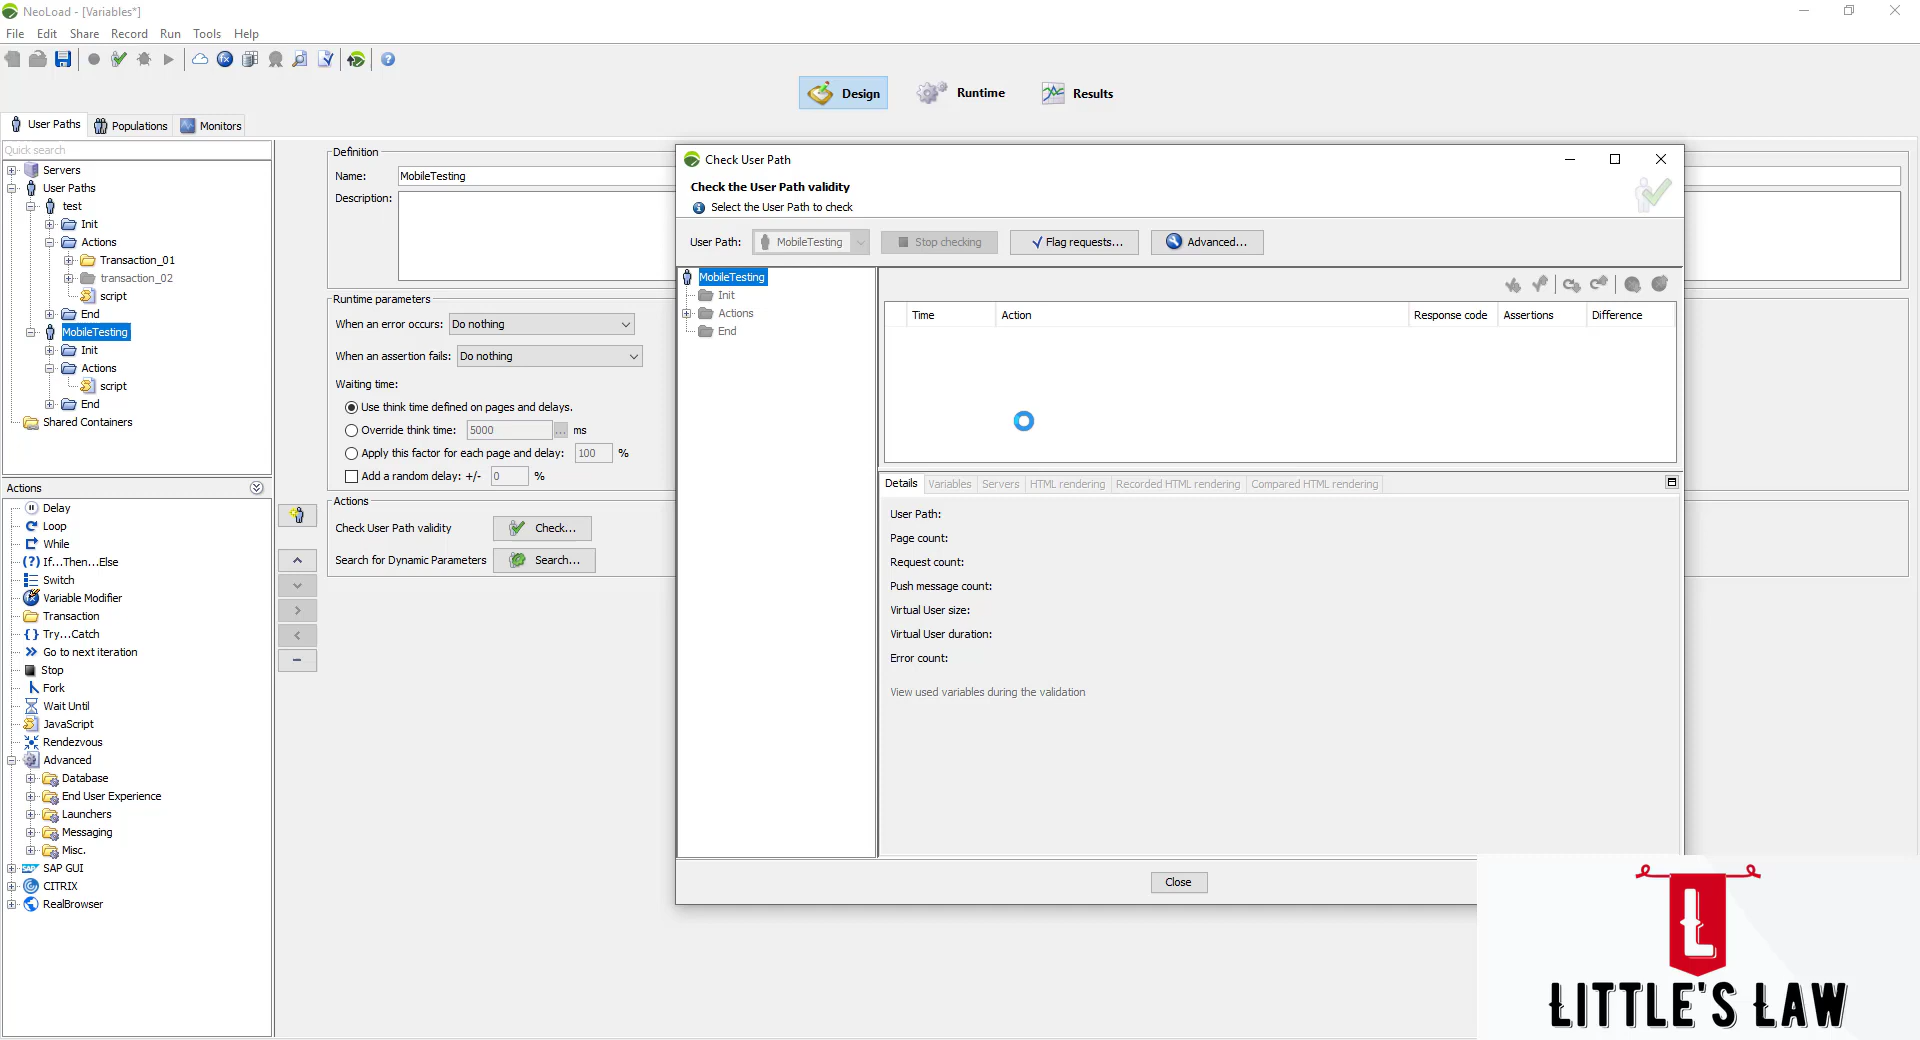 NeoLoad - [Variables*]
File Edit Share Record Run Tools Help
Design Runtime Results
User Paths Populations Monitors
Quick search
Servers
User Paths
test
Init
Actions
Transaction_01
transaction_02
script
End
MobileTesting
Init
Actions
script
End
Shared Containers
Actions
Delay
Loop
While
If...Then...Else
Switch
Variable Modifier
Transaction
Try...Catch
Go to next iteration
Stop
Fork
Wait Until
JavaScript
Rendezvous
Advanced
Database
End User Experience
Launchers
Messaging
Misc.
SAP GUI
CITRIX
RealBrowser
Definition
Name: MobileTesting
Description:
Runtime parameters
When an error occurs: Do nothing
When an assertion fails: Do nothing
Waiting time:
Use think time defined on pages and delays.
Override think time: 5000 ... ms
Apply this factor for each page and delay: 100 %
Add a random delay: +/- 0 %
Actions
Check User Path validity Check...
Search for Dynamic Parameters Search...
Check User Path
Check the User Path validity
Select the User Path to check
User Path: MobileTesting Stop checking Flag requests... Advanced...
MobileTesting
Init
Actions
End
Time Action Response code Assertions Difference
Details Variables Servers HTML rendering Recorded HTML rendering Compared HTML rendering
User Path:
Page count:
Request count:
Push message count:
Virtual User size:
Virtual User duration:
Error count:
View used variables during the validation
Close
L
LITTLE'S LAW